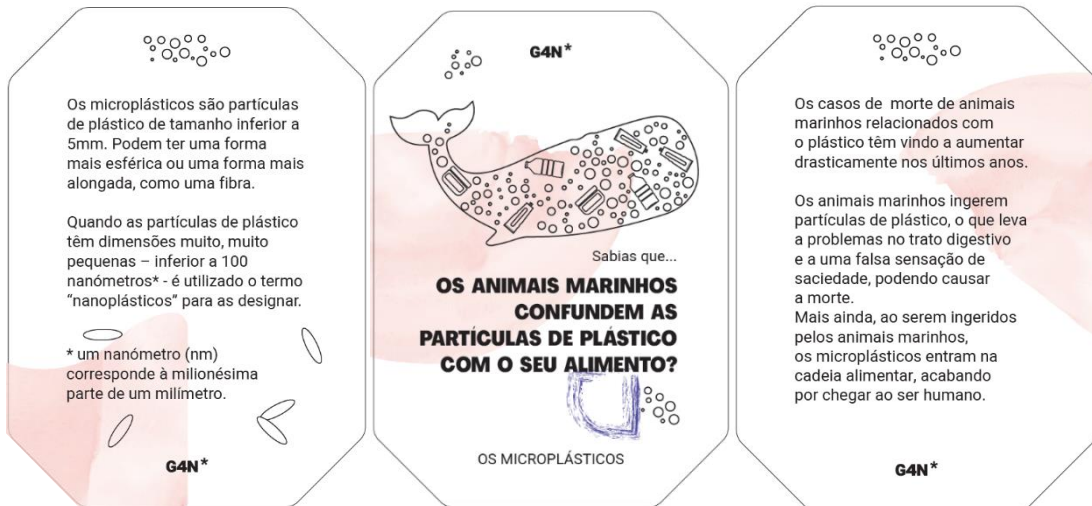 Os microplásticos são partículas
de plástico de tamanho inferior a
5mm. Podem ter uma forma
mais esférica ou uma forma mais
alongada, como uma fibra.
Quando as partículas de plástico
têm dimensões muito, muito
pequenas – inferior a 100
nanómetros* - é utilizado o termo
“nanoplásticos” para as designar.
* um nanómetro (nm)
corresponde à milionésima
parte de um milímetro.
G4N*
G4N*
Sabias que...
OS ANIMAIS MARINHOS
CONFUNDEM AS
PARTÍCULAS DE PLÁSTICO
COM O SEU ALIMENTO?
OS MICROPLÁSTICOS
Os casos de morte de animais
marinhos relacionados com
o plástico têm vindo a aumentar
drasticamente nos últimos anos.
Os animais marinhos ingerem
partículas de plástico, o que leva
a problemas no trato digestivo
e a uma falsa sensação de
saciedade, podendo causar
a morte.
Mais ainda, ao serem ingeridos
pelos animais marinhos,
os microplásticos entram na
cadeia alimentar, acabando
por chegar ao ser humano.
G4N*